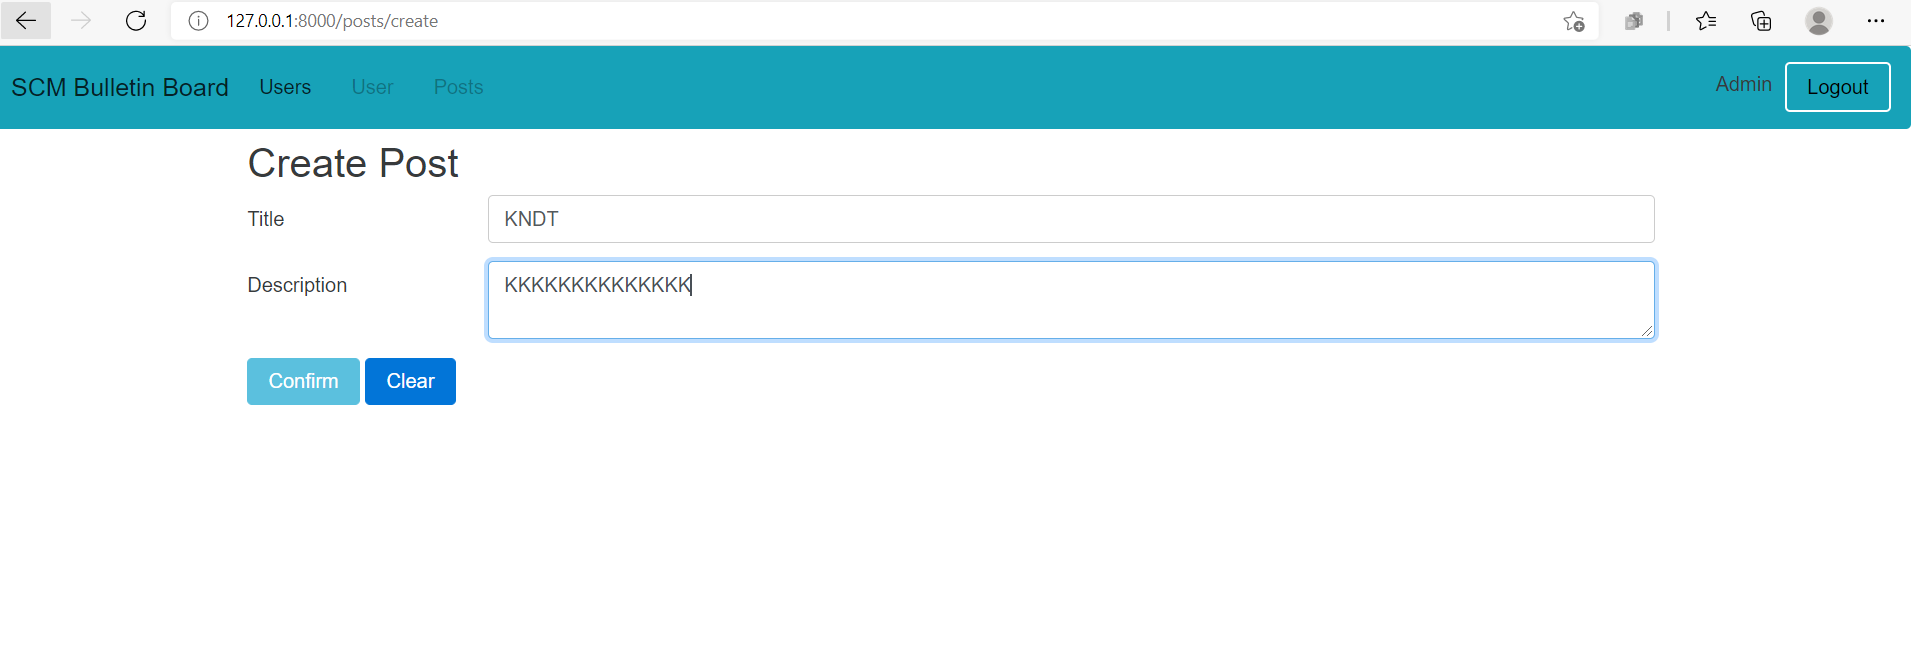 127.0.0.1:8000/posts/create
SCM Bulletin Board Users User Posts Admin Logout
Create Post
Title KNDT
Description KKKKKKKKKKKKKK
Confirm Clear